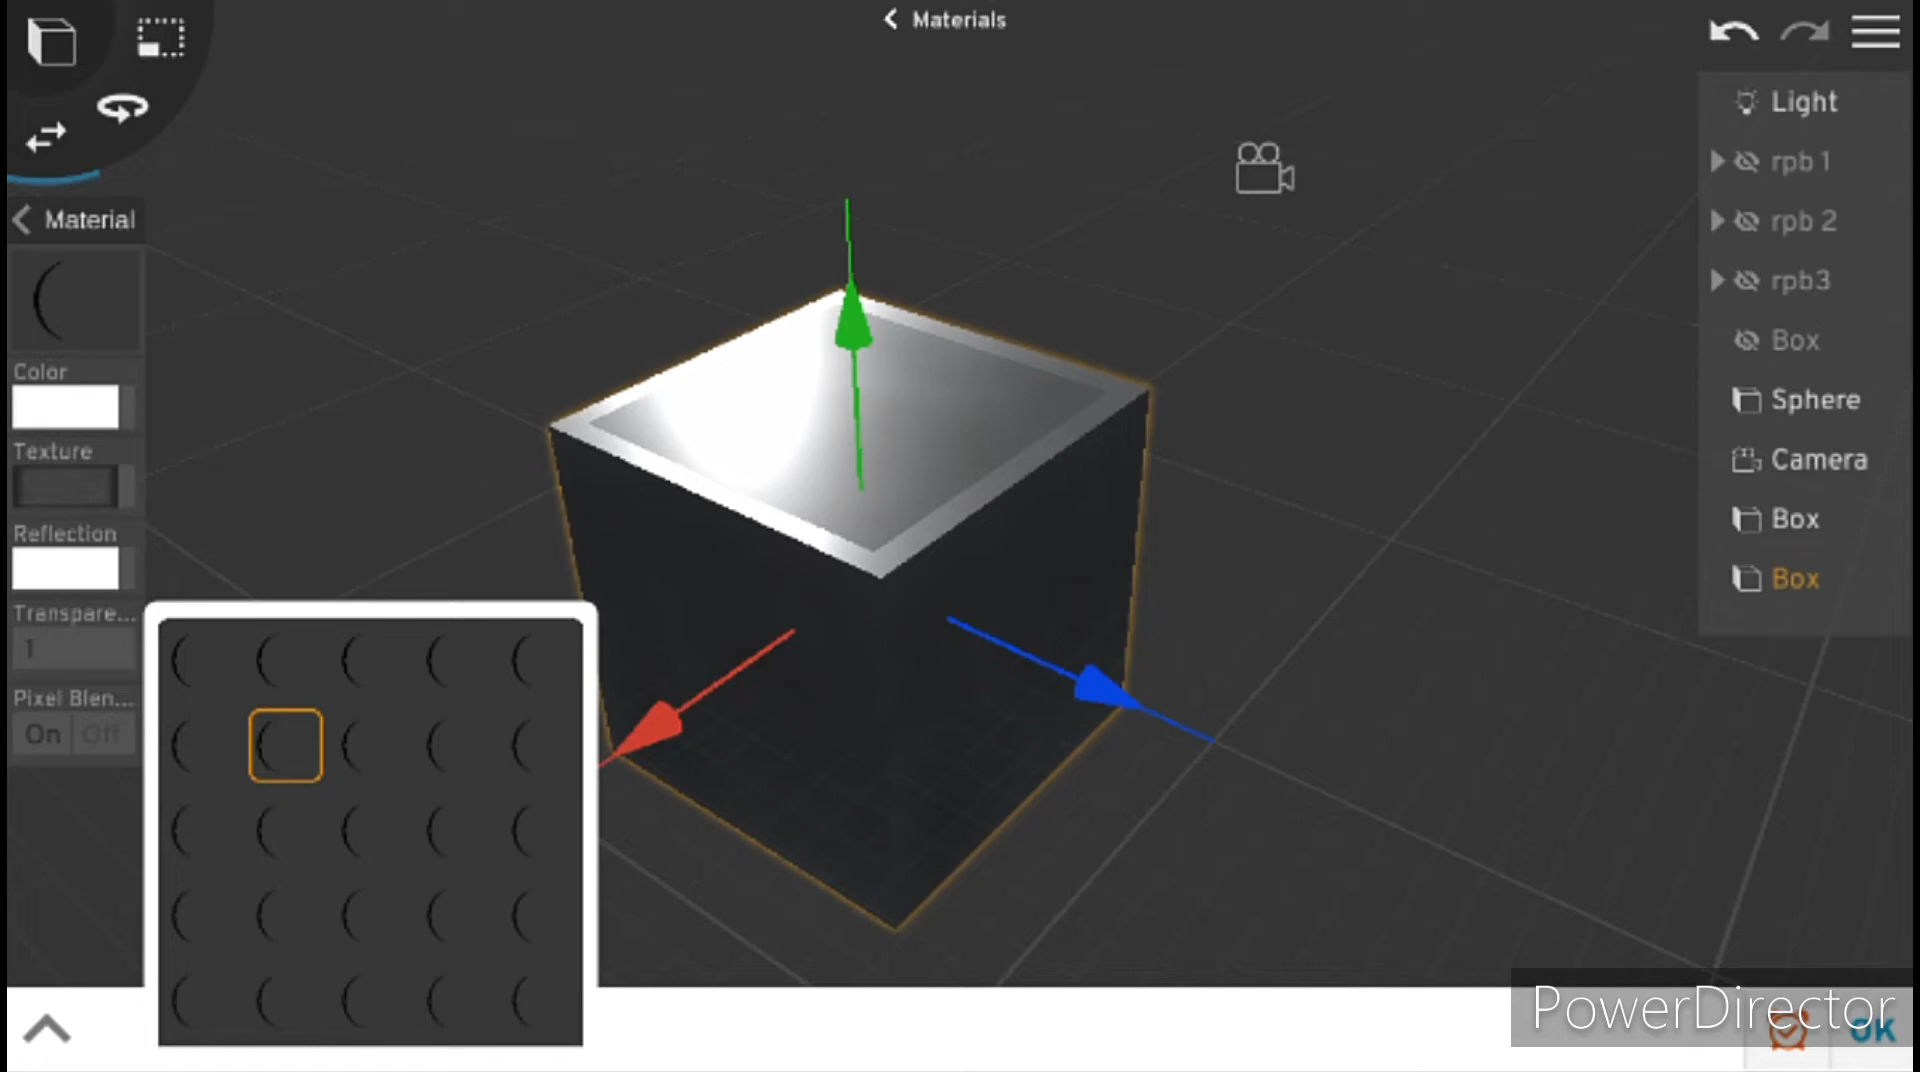 Materials
Light
rpb 1
rpb 2
rpb3
Box
Sphere
Camera
Box
Box
Material
Color
Texture
Reflection
Transpare...
1
Pixel Blen...
On Off
PowerDirector
OK